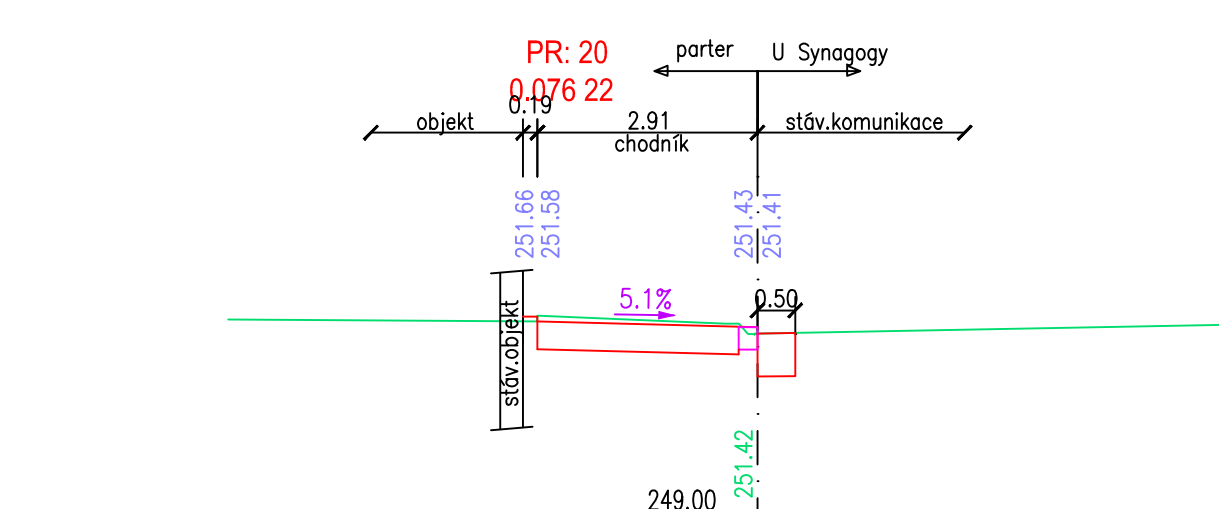 PR: 20
0.076 22
parter
U Synagogy
0.19
objekt
2.91
stáv.komunikace
chodník
251.66
251.58
251.43
251.41
5.1%
0.50
stáv.objekt
251.42
249.00